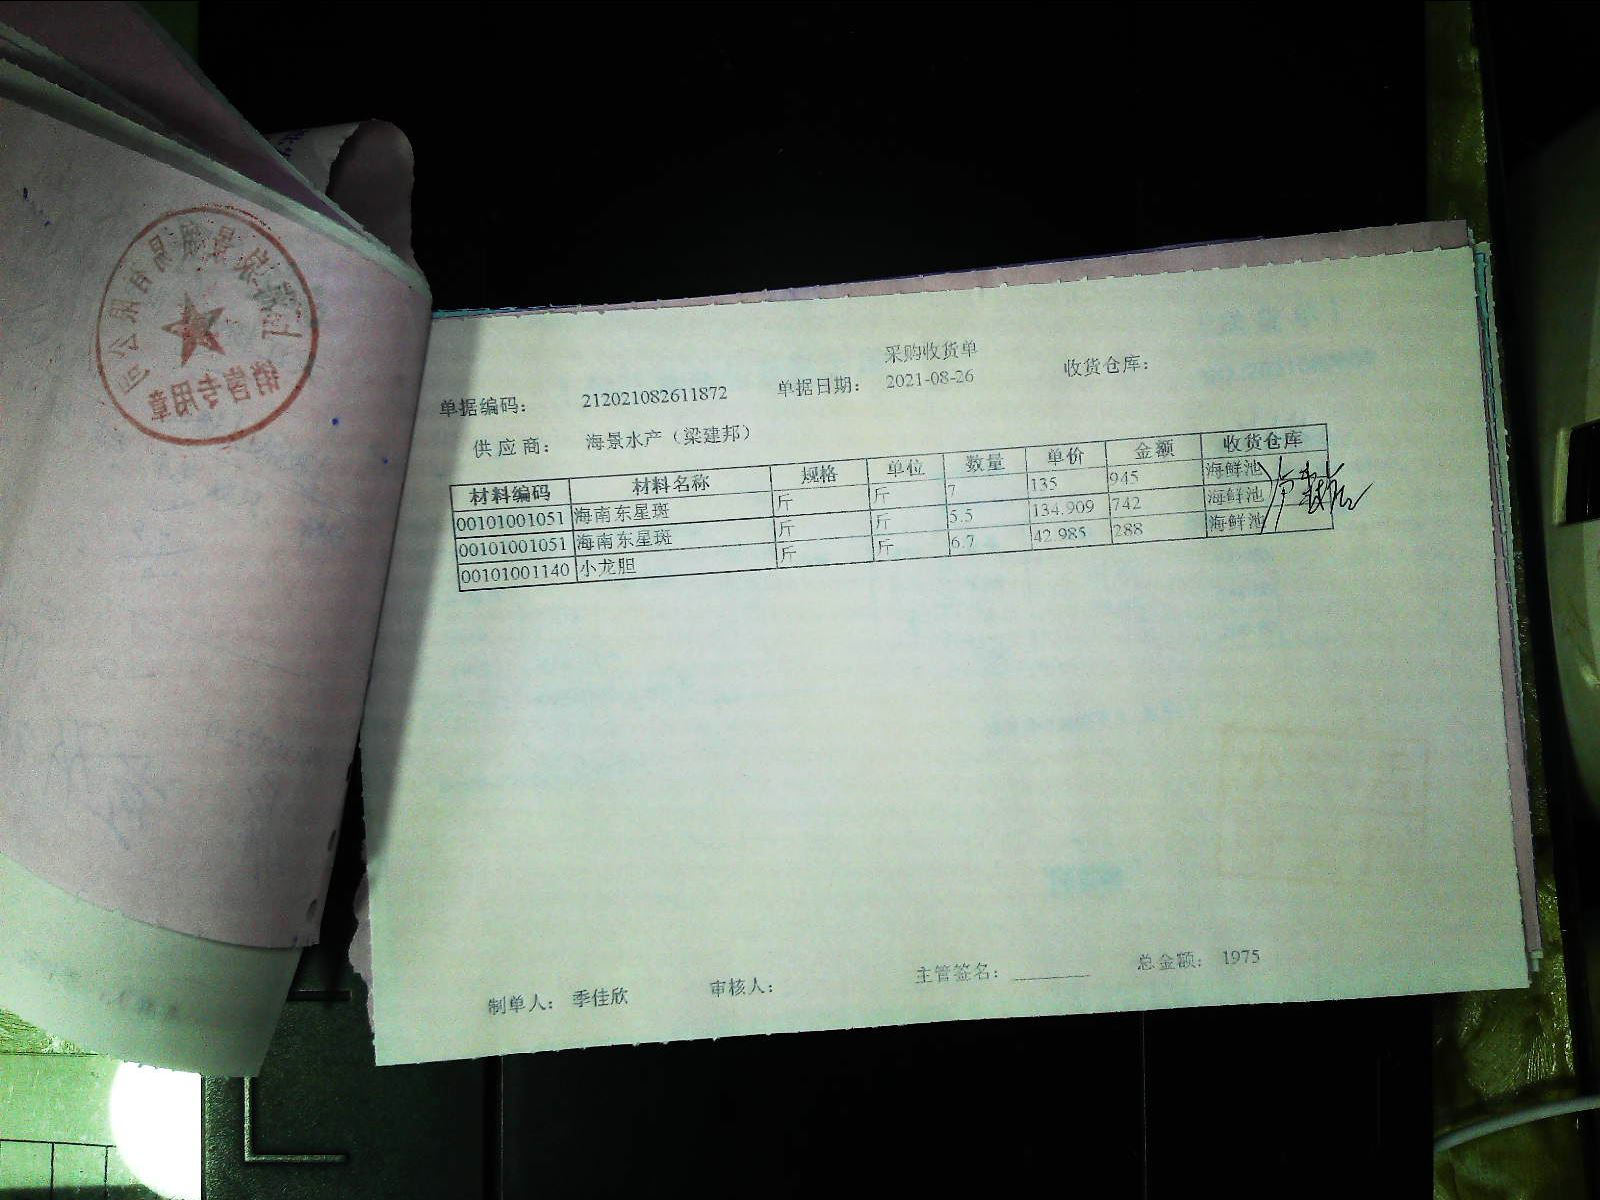 采购收货单
单据编码： 212021082611872 单据日期： 2021-08-26 收货仓库：
供应商： 海景水产（梁建邦）
材料编码 材料名称 规格 单位 数量 单价 金额 收货仓库
00101001051 海南东星斑 斤 斤 7 135 945 海鲜池
00101001051 海南东星斑 斤 斤 5.5 134.909 742 海鲜池
00101001140 小龙胆 斤 斤 6.7 42.985 288 海鲜池
制单人： 季佳欣 审核人： 主管签名： 总金额： 1975
销售专用章